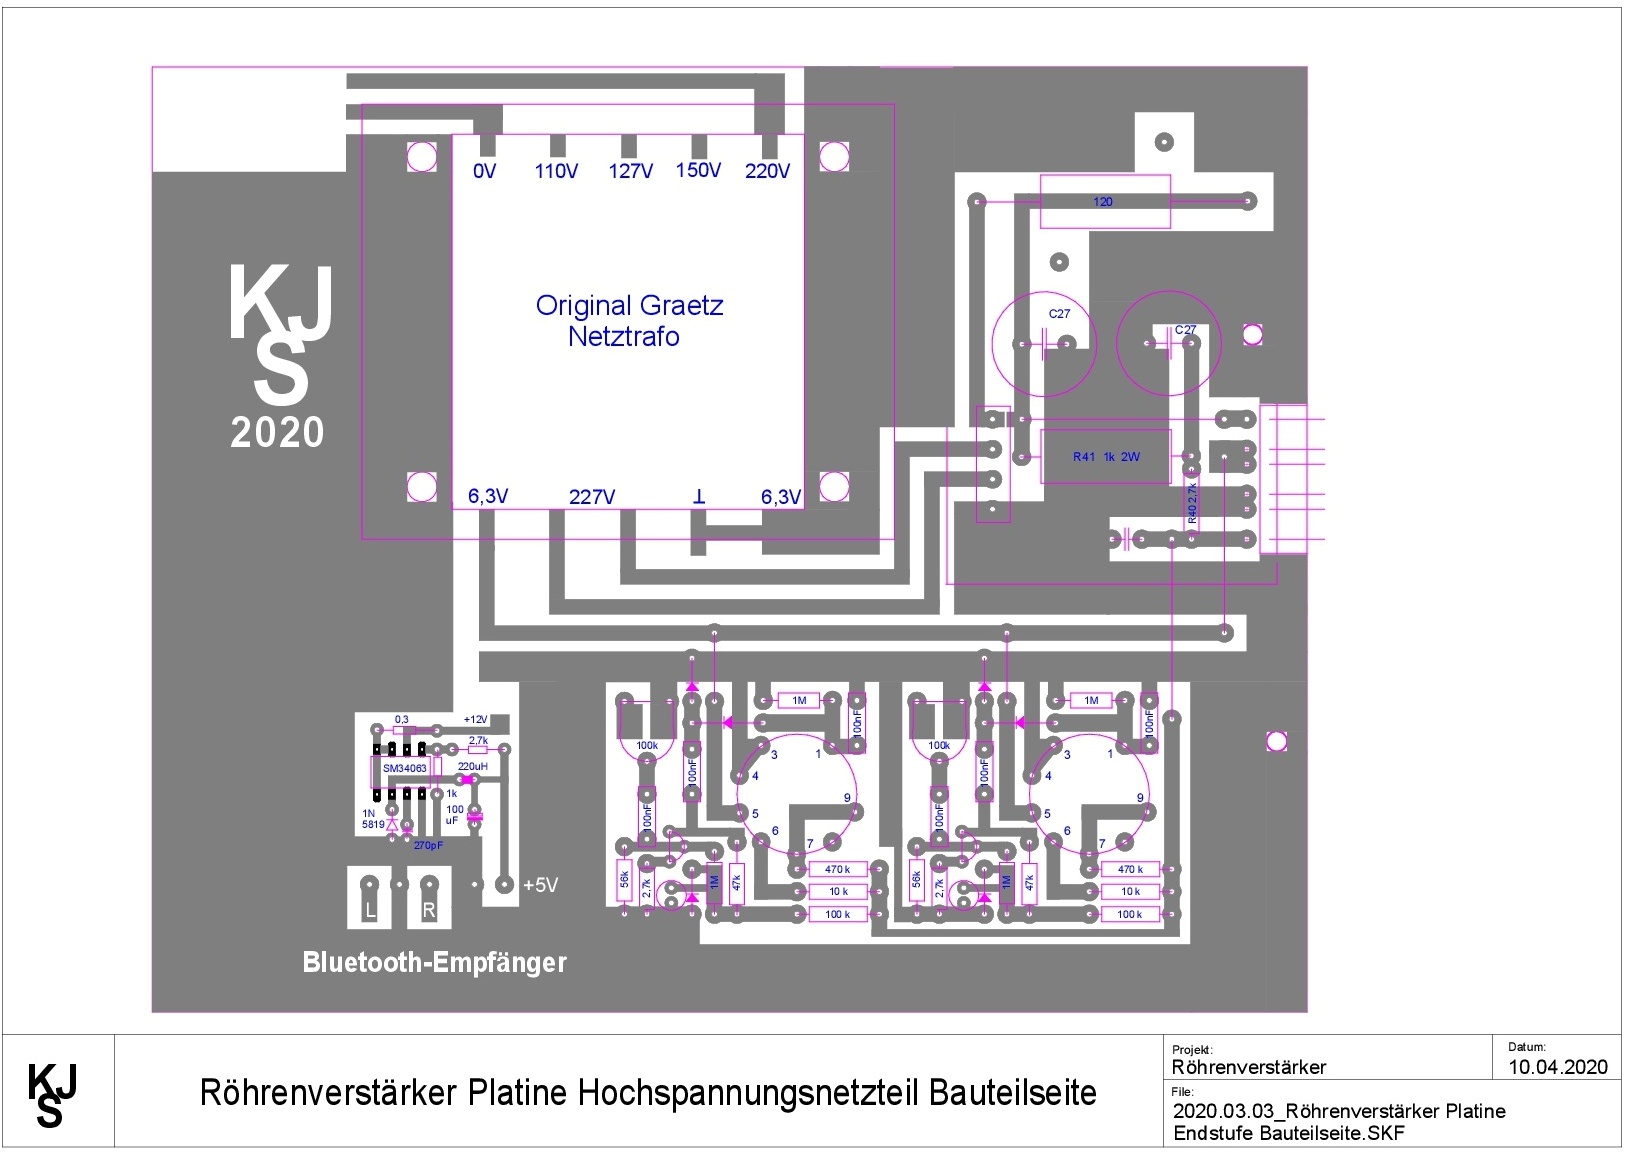 0V 110V 127V 150V 220V
120
KJS
2020
Original Graetz
Netztrafo
C27 C27
R41 1k 2W
R40 2,7k
6,3V 227V ⊥ 6,3V
0,3 +12V
2,7k
SM34063 220uH
1k
1N
5819
100
uF
270pF
+5V
L R
Bluetooth-Empfänger
1M
100nF
100k
100nF
100nF
3 1
4
5 9
6
7
56k
2,7k
1M
47k
470 k
10 k
100 k
1M
100nF
100k
100nF
100nF
3 1
4
5 9
6
7
56k
2,7k
1M
47k
470 k
10 k
100 k
KJS
Röhrenverstärker Platine Hochspannungsnetzteil Bauteilseite
Projekt:
Röhrenverstärker
Datum:
10.04.2020
File:
2020.03.03_Röhrenverstärker Platine
Endstufe Bauteilseite.SKF